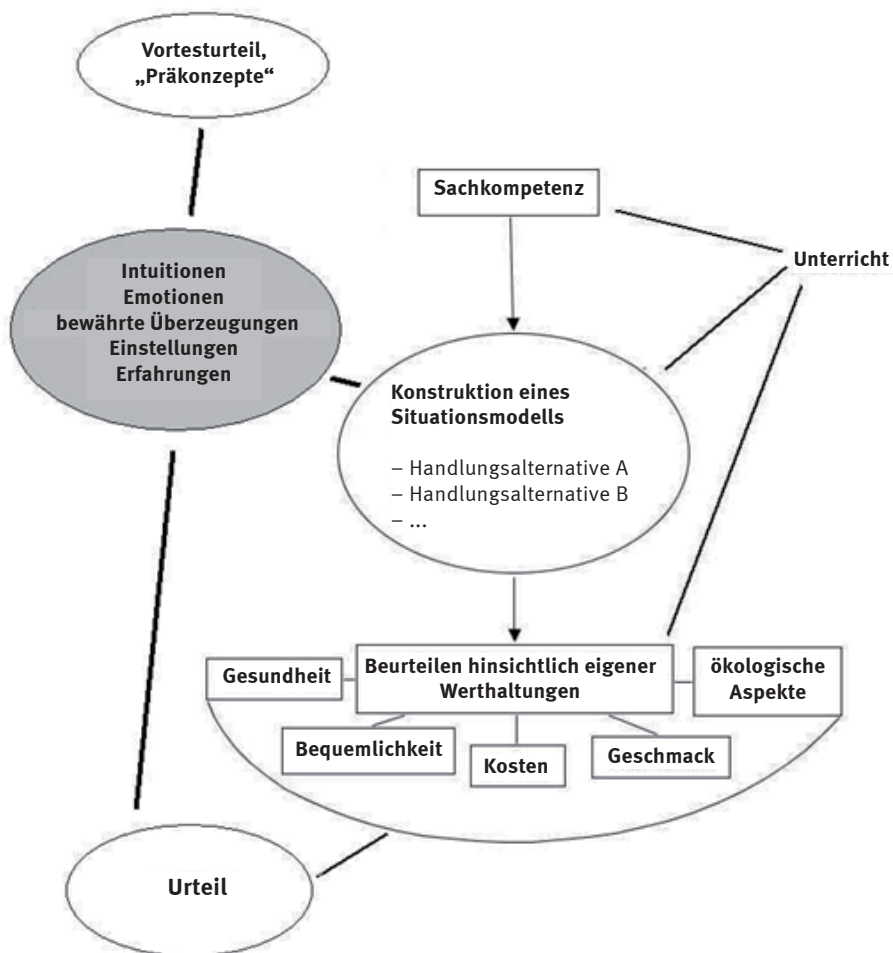 Vortesturteil,
„Präkonzepte“
Sachkompetenz
Unterricht
Intuitionen
Emotionen
bewährte Überzeugungen
Einstellungen
Erfahrungen
Konstruktion eines
Situationsmodells
– Handlungsalternative A
– Handlungsalternative B
– ...
Gesundheit
Beurteilen hinsichtlich eigener
Werthaltungen
ökologische
Aspekte
Bequemlichkeit
Kosten
Geschmack
Urteil